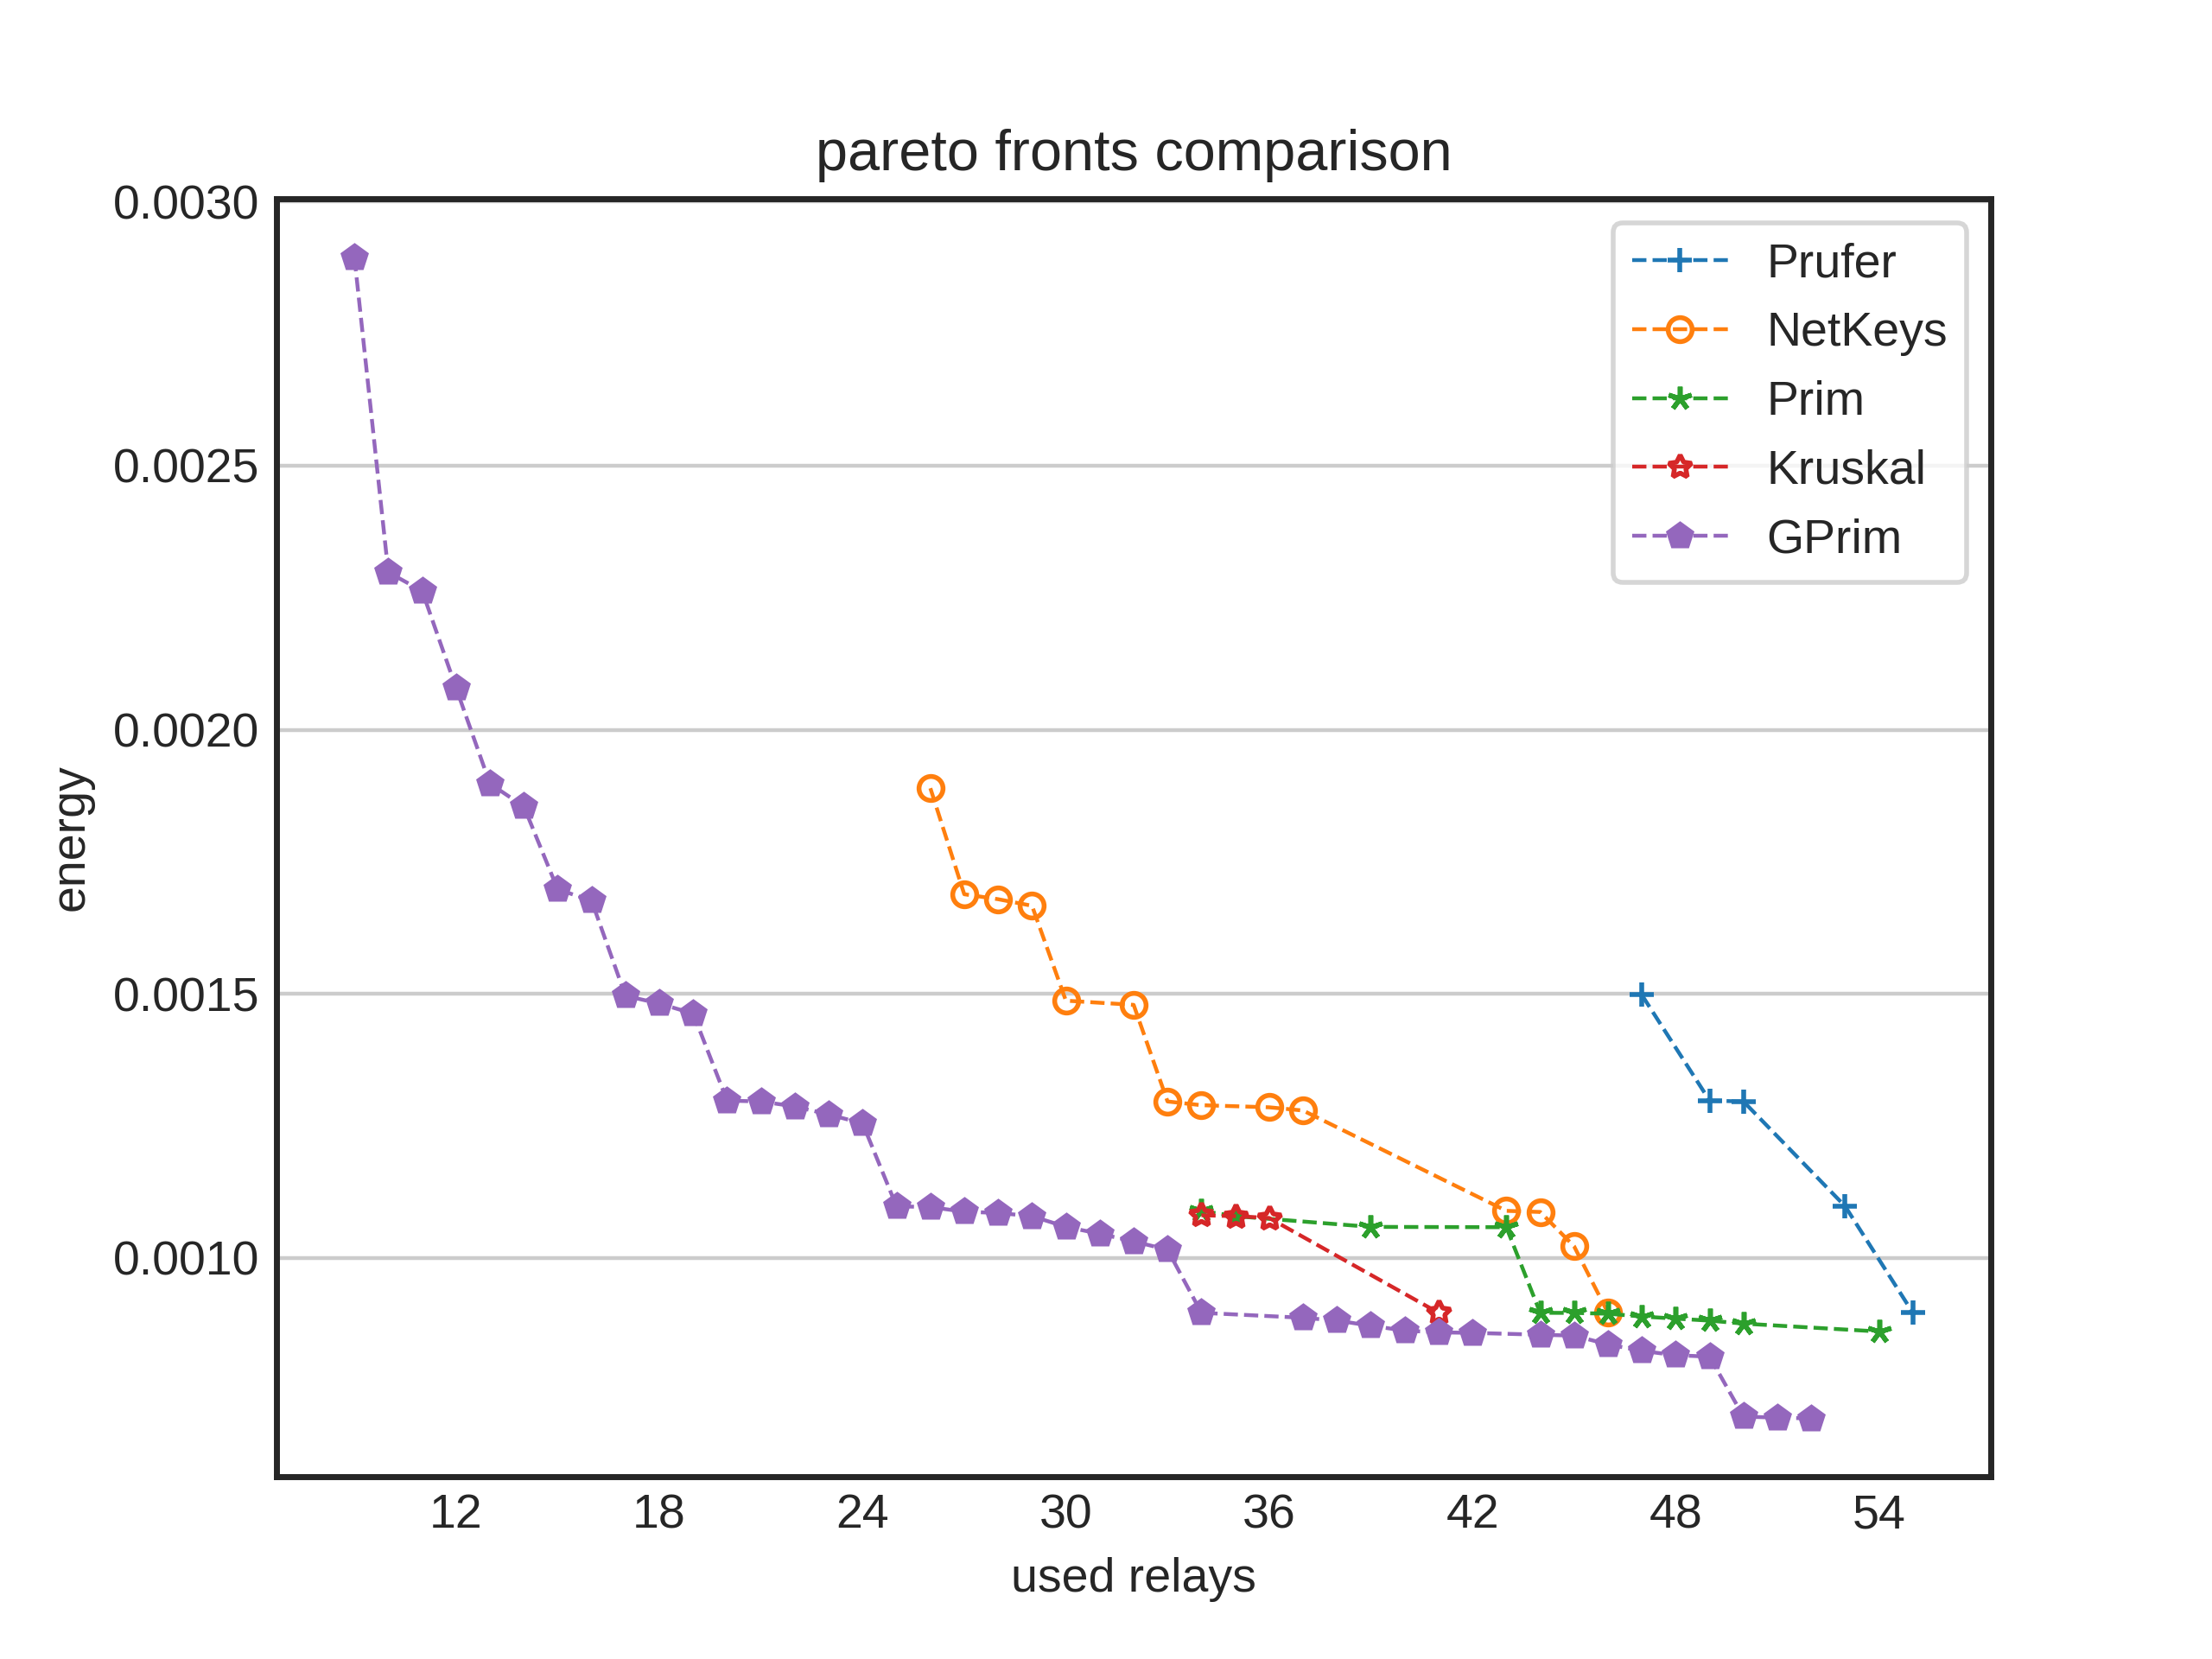 pareto fronts comparison
0.0030
0.0025
0.0020
0.0015
0.0010
energy
Prufer
NetKeys
Prim
Kruskal
GPrim
12 18 24 30 36 42 48 54
used relays